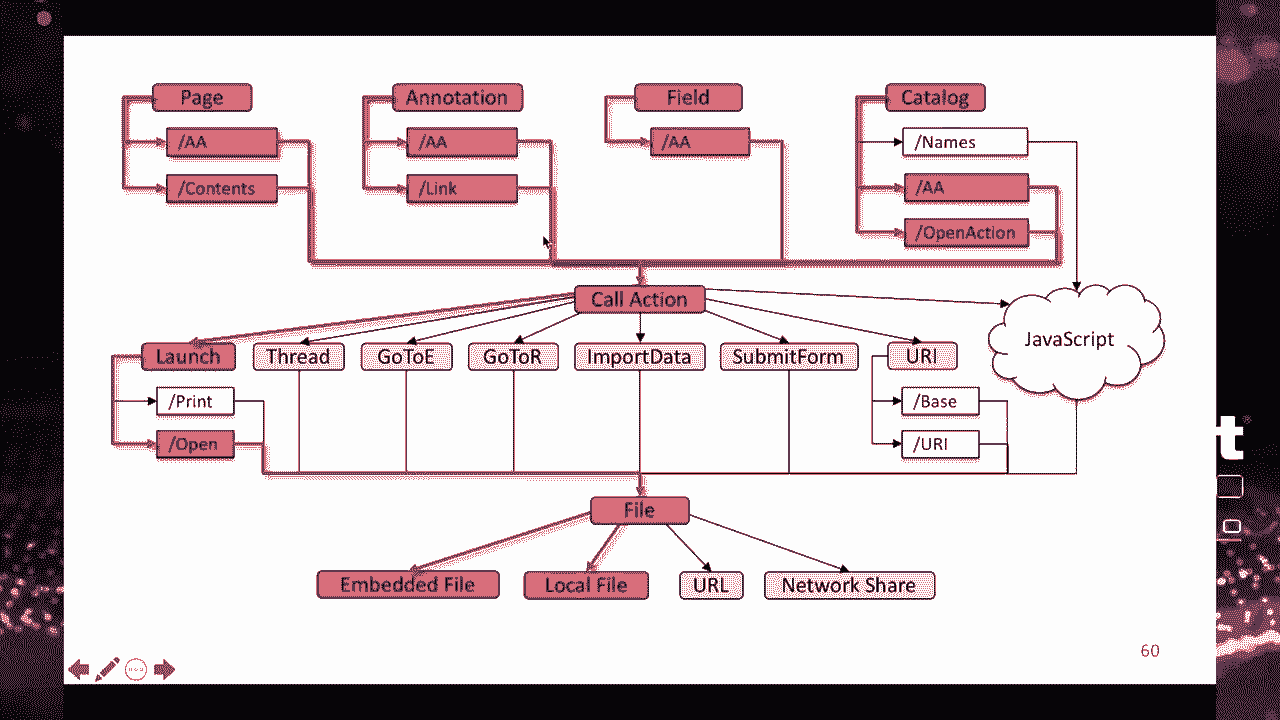 Page
Annotation
Field
Catalog
/AA
/AA
/AA
/Names
/Contents
/Link
/AA
/OpenAction
Call Action
JavaScript
Launch
Thread
GoToE
GoToR
ImportData
SubmitForm
URI
/Print
/Base
/Open
/URI
t®
File
Embedded File
Local File
URL
Network Share
60